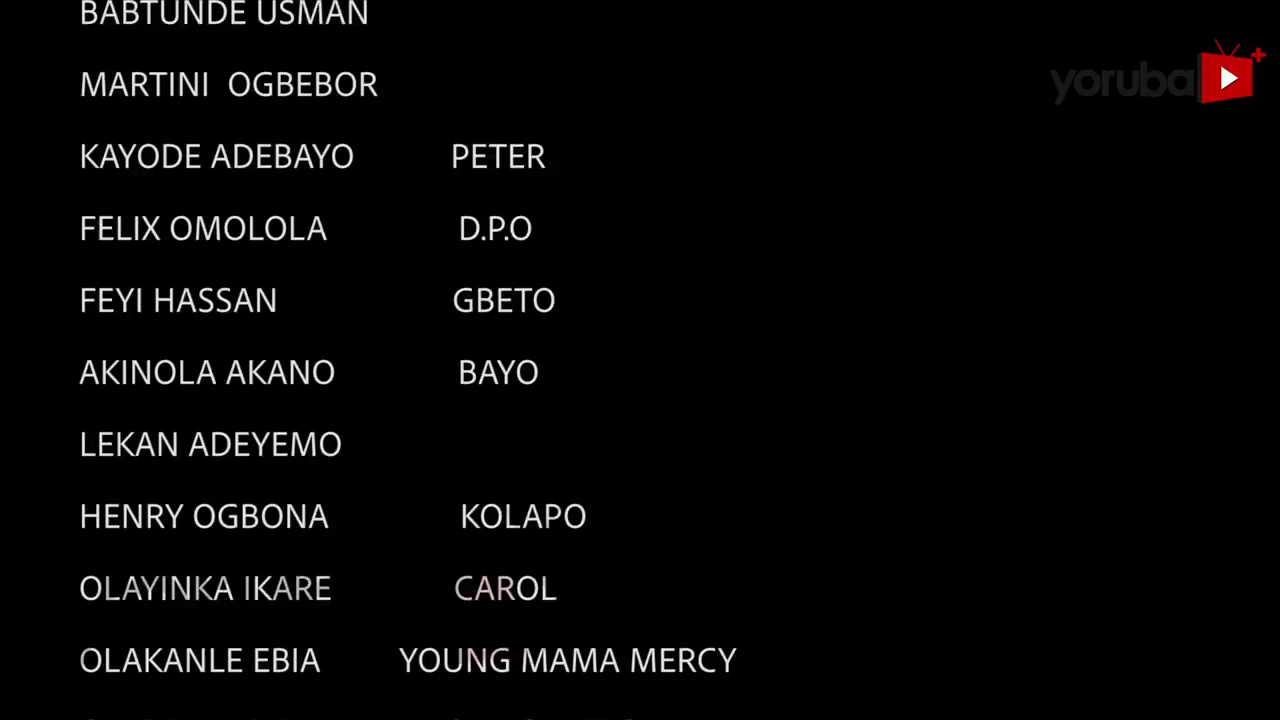 BABTUNDE USMAN
yoruba
MARTINI OGBEBOR
KAYODE ADEBAYO PETER
FELIX OMOLOLA D.P.O
FEYI HASSAN GBETO
AKINOLA AKANO BAYO
LEKAN ADEYEMO
HENRY OGBONA KOLAPO
OLAYINKA IKARE CAROL
OLAKANLE EBIA YOUNG MAMA MERCY